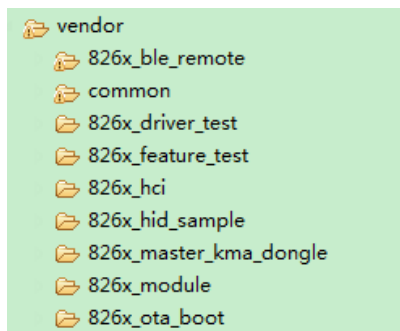 vendor
826x_ble_remote
common
826x_driver_test
826x_feature_test
826x_hci
826x_hid_sample
826x_master_kma_dongle
826x_module
826x_ota_boot